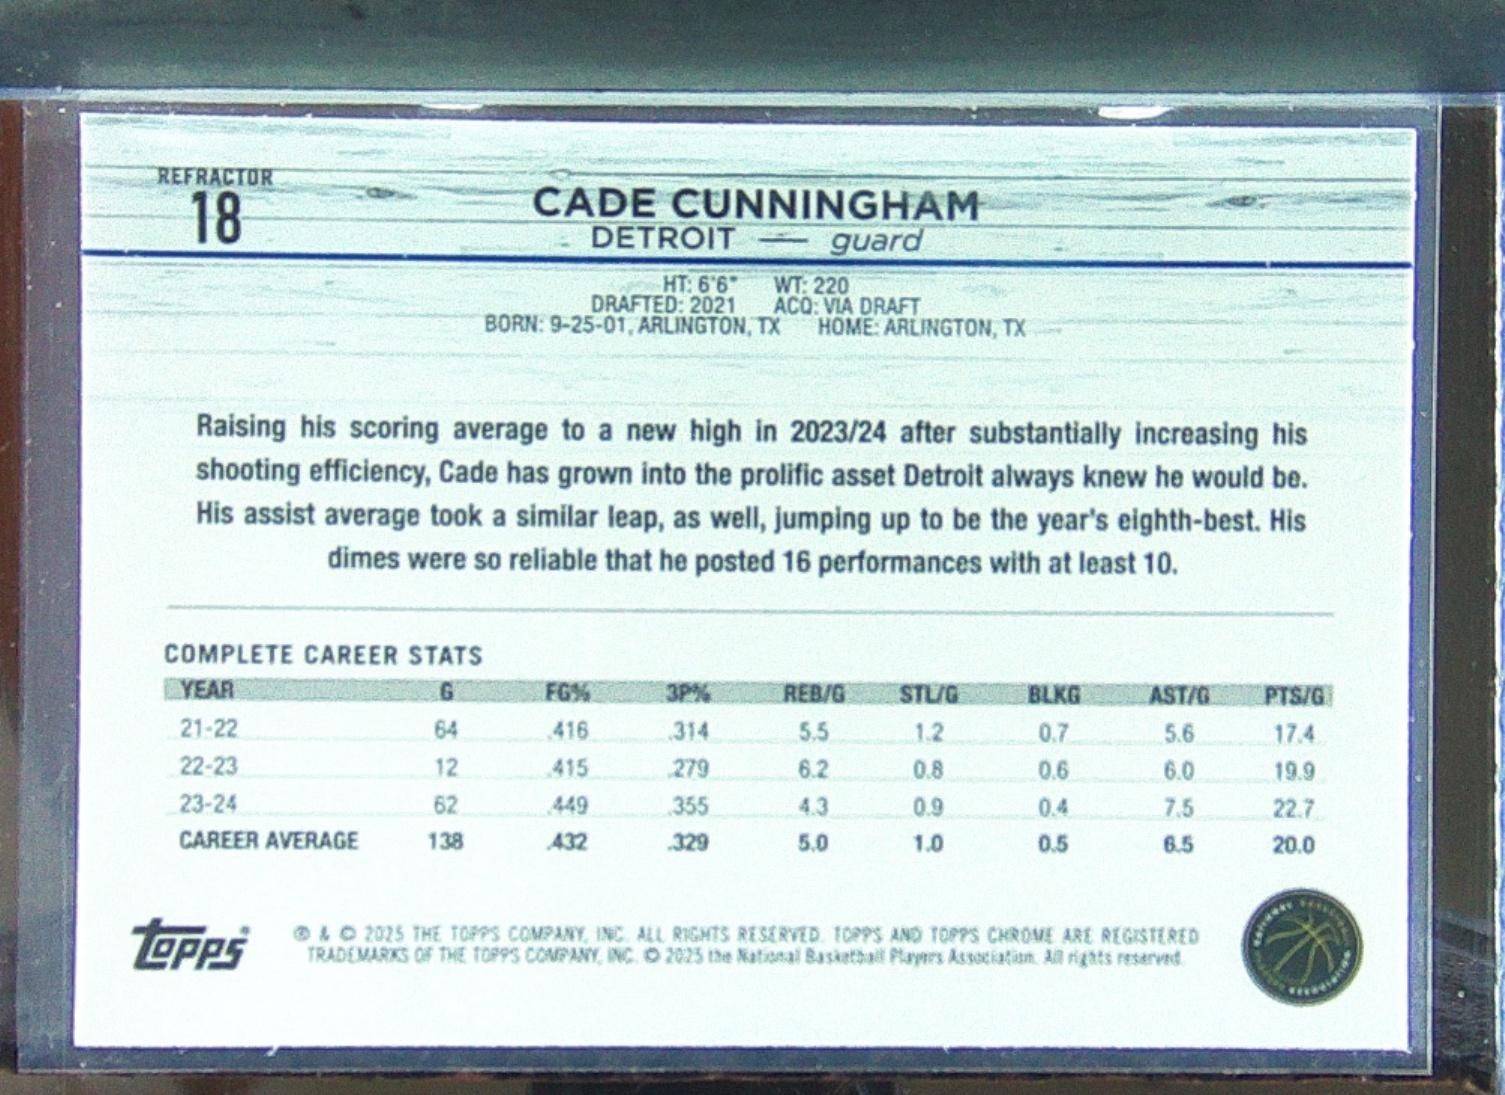 REFRACTOR
18
CADE CUNNINGHAM
DETROIT — guard
HT: 6'6" WT: 220
DRAFTED: 2021 ACQ: VIA DRAFT
BORN: 9-25-01, ARLINGTON, TX HOME: ARLINGTON, TX
Raising his scoring average to a new high in 2023/24 after substantially increasing his
shooting efficiency, Cade has grown into the prolific asset Detroit always knew he would be.
His assist average took a similar leap, as well, jumping up to be the year's eighth-best. His
dimes were so reliable that he posted 16 performances with at least 10.
COMPLETE CAREER STATS
YEAR G FG% 3P% REB/G STL/G BLKG AST/G PTS/G
21-22 64 .416 .314 5.5 1.2 0.7 5.6 17.4
22-23 12 .415 .279 6.2 0.8 0.6 6.0 19.9
23-24 62 .449 .355 4.3 0.9 0.4 7.5 22.7
CAREER AVERAGE 138 .432 .329 5.0 1.0 0.5 6.5 20.0
topps®
® & © 2025 THE TOPPS COMPANY, INC. ALL RIGHTS RESERVED. TOPPS AND TOPPS CHROME ARE REGISTERED
TRADEMARKS OF THE TOPPS COMPANY, INC. © 2025 the National Basketball Players Association. All rights reserved.